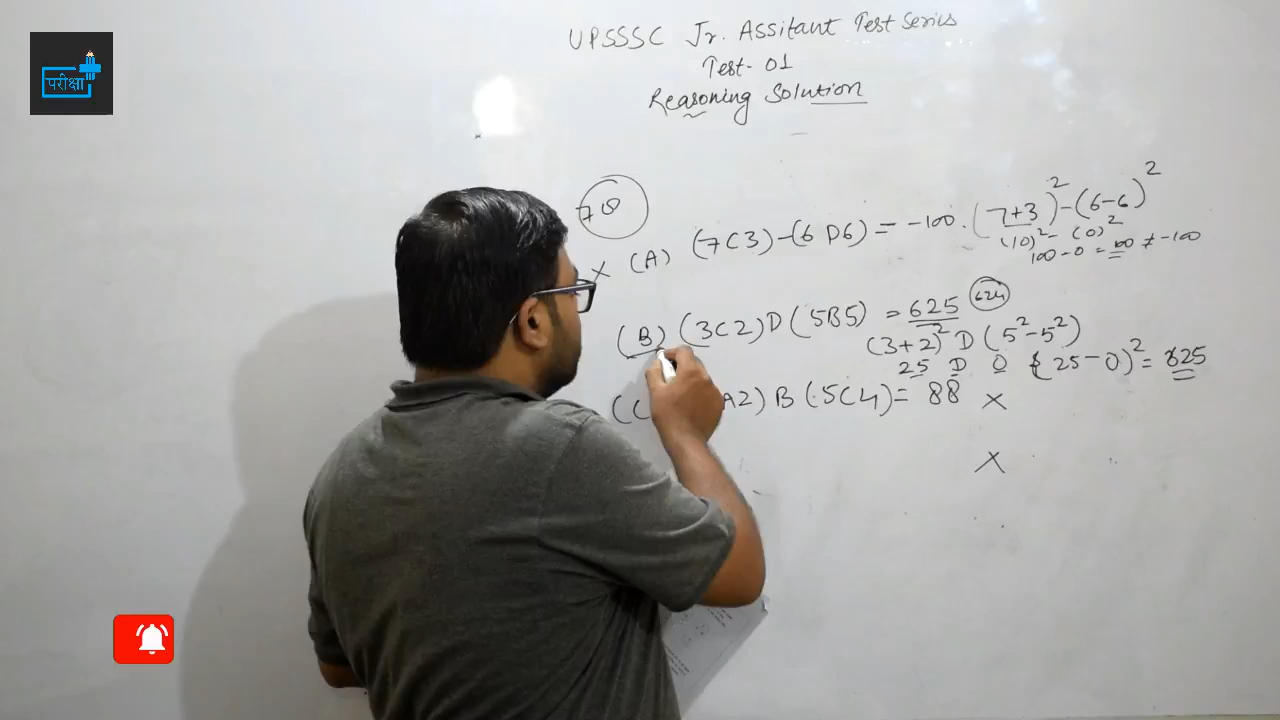 परीक्षा
UPSSSC Jr. Assitant Test Series
Test-01
Reasoning Solution
78
× (A) (7C3)-(6D6) = -100. (7+3)²-(6-6)²
(10)²-(0)²
100-0=100≠-100
(B) (3C2)D(5B5) = 625 624
(3+2)² D (5²-5²)
25 D 0 (25-0)² = 625
A2) B (5C4) = 88 ×
×